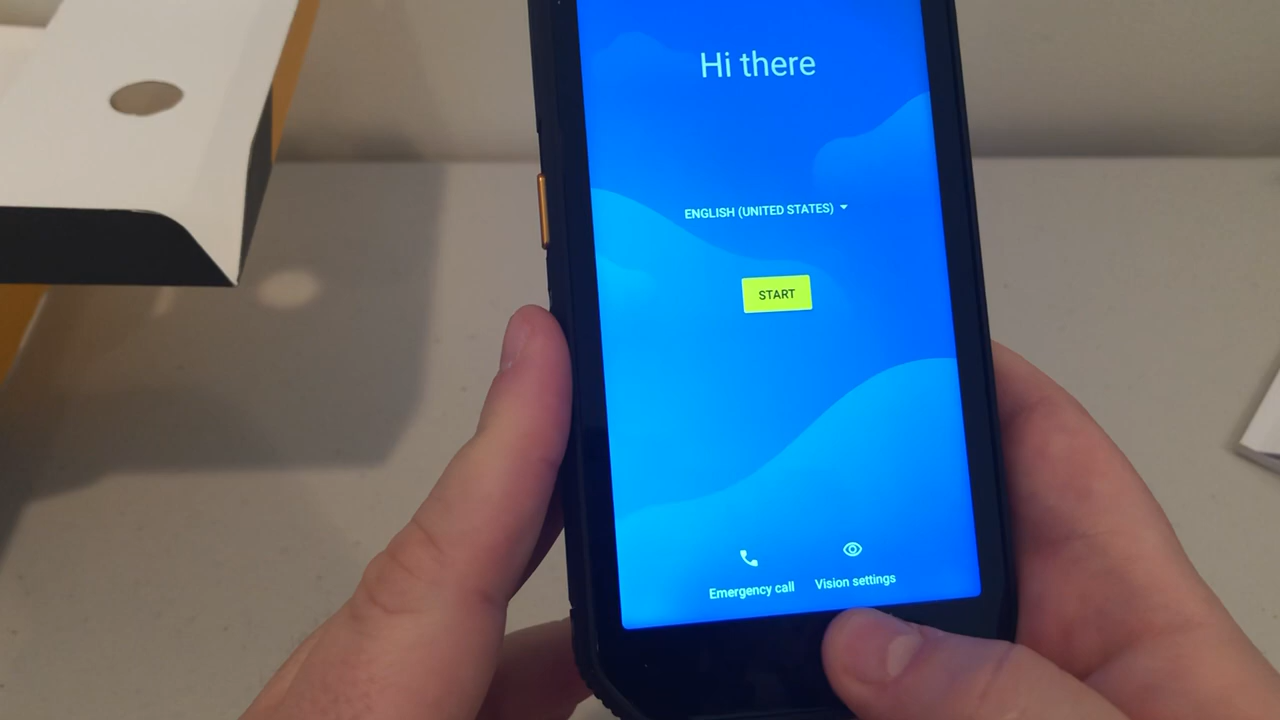 Hi there
ENGLISH (UNITED STATES)
START
Emergency call
Vision settings